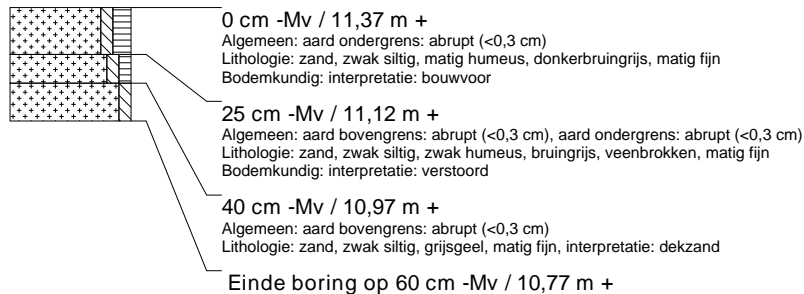 0 cm -Mv / 11,37 m +
Algemeen: aard ondergrens: abrupt (<0,3 cm)
Lithologie: zand, zwak siltig, matig humeus, donkerbruingrijs, matig fijn
Bodemkundig: interpretatie: bouwvoor
25 cm -Mv / 11,12 m +
Algemeen: aard bovengrens: abrupt (<0,3 cm), aard ondergrens: abrupt (<0,3 cm)
Lithologie: zand, zwak siltig, zwak humeus, bruingrijs, veenbrokken, matig fijn
Bodemkundig: interpretatie: verstoord
40 cm -Mv / 10,97 m +
Algemeen: aard bovengrens: abrupt (<0,3 cm)
Lithologie: zand, zwak siltig, grijsgeel, matig fijn, interpretatie: dekzand
Einde boring op 60 cm -Mv / 10,77 m +